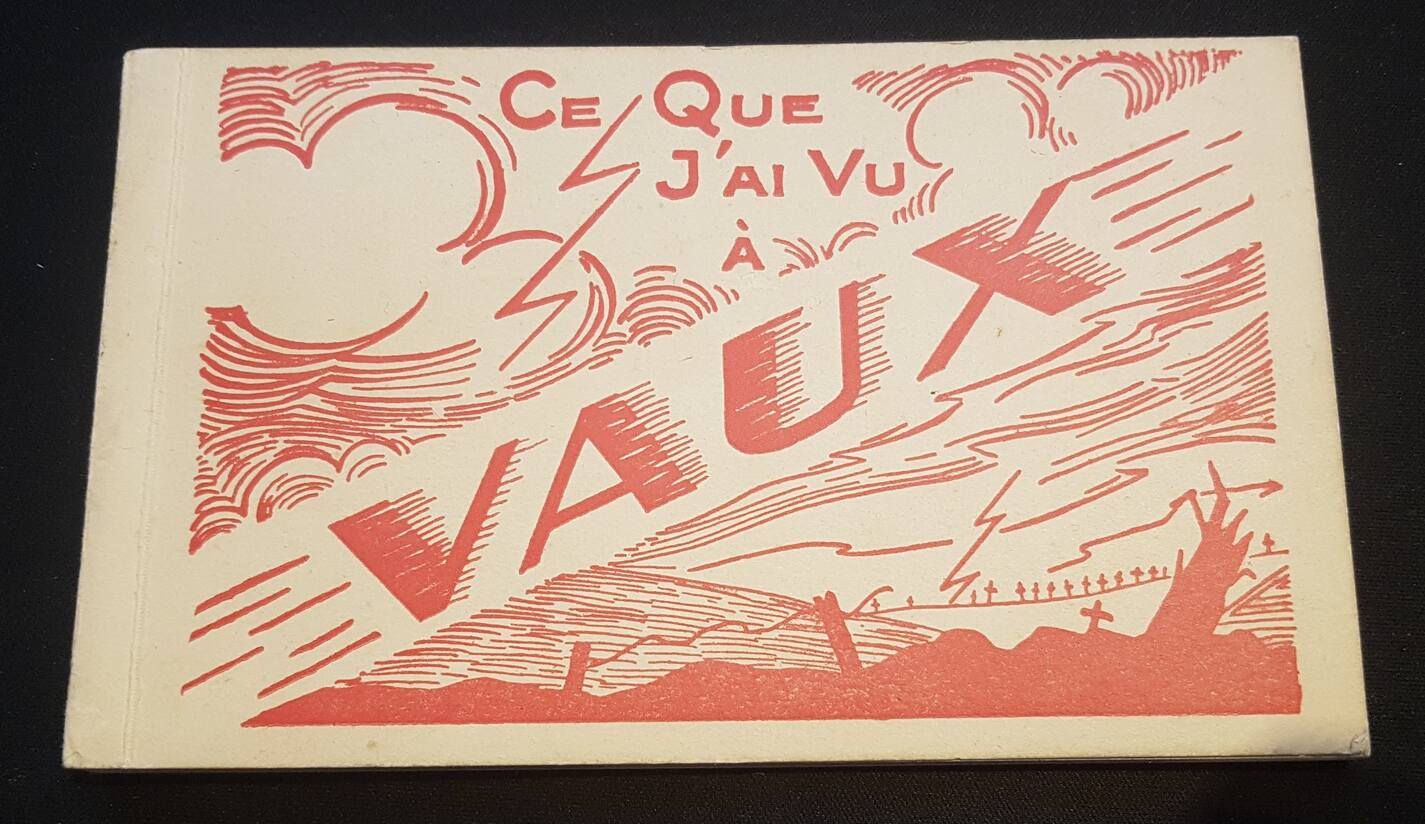 Ce Que
J'ai Vu
à
VAUX